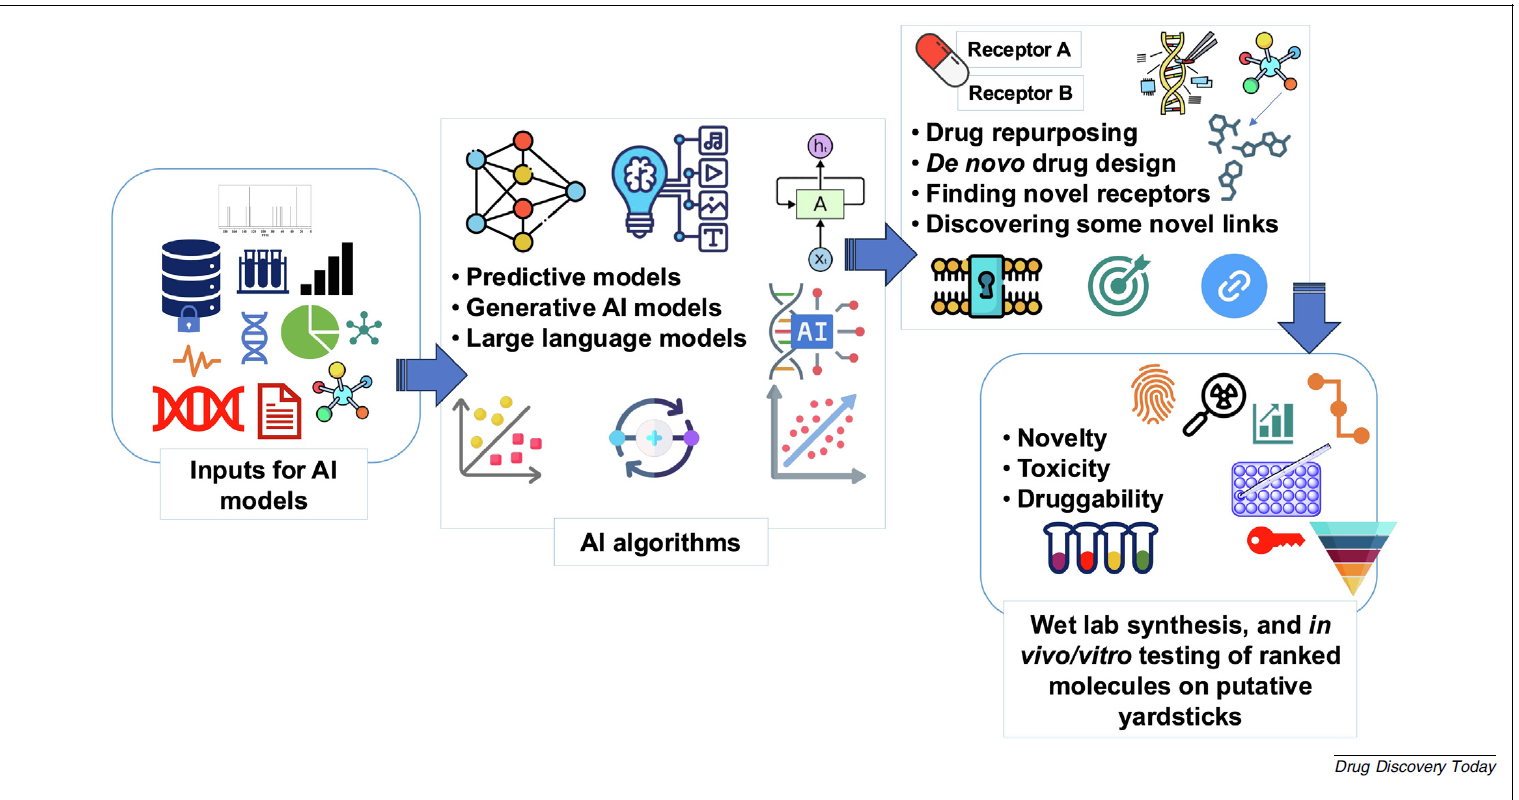 Inputs for AI
models
• Predictive models
• Generative AI models
• Large language models
hₜ
A
Xₜ
AI
T
AI algorithms
Receptor A
Receptor B
• Drug repurposing
• De novo drug design
• Finding novel receptors
• Discovering some novel links
• Novelty
• Toxicity
• Druggability
Wet lab synthesis, and in
vivo/vitro testing of ranked
molecules on putative
yardsticks
Drug Discovery Today